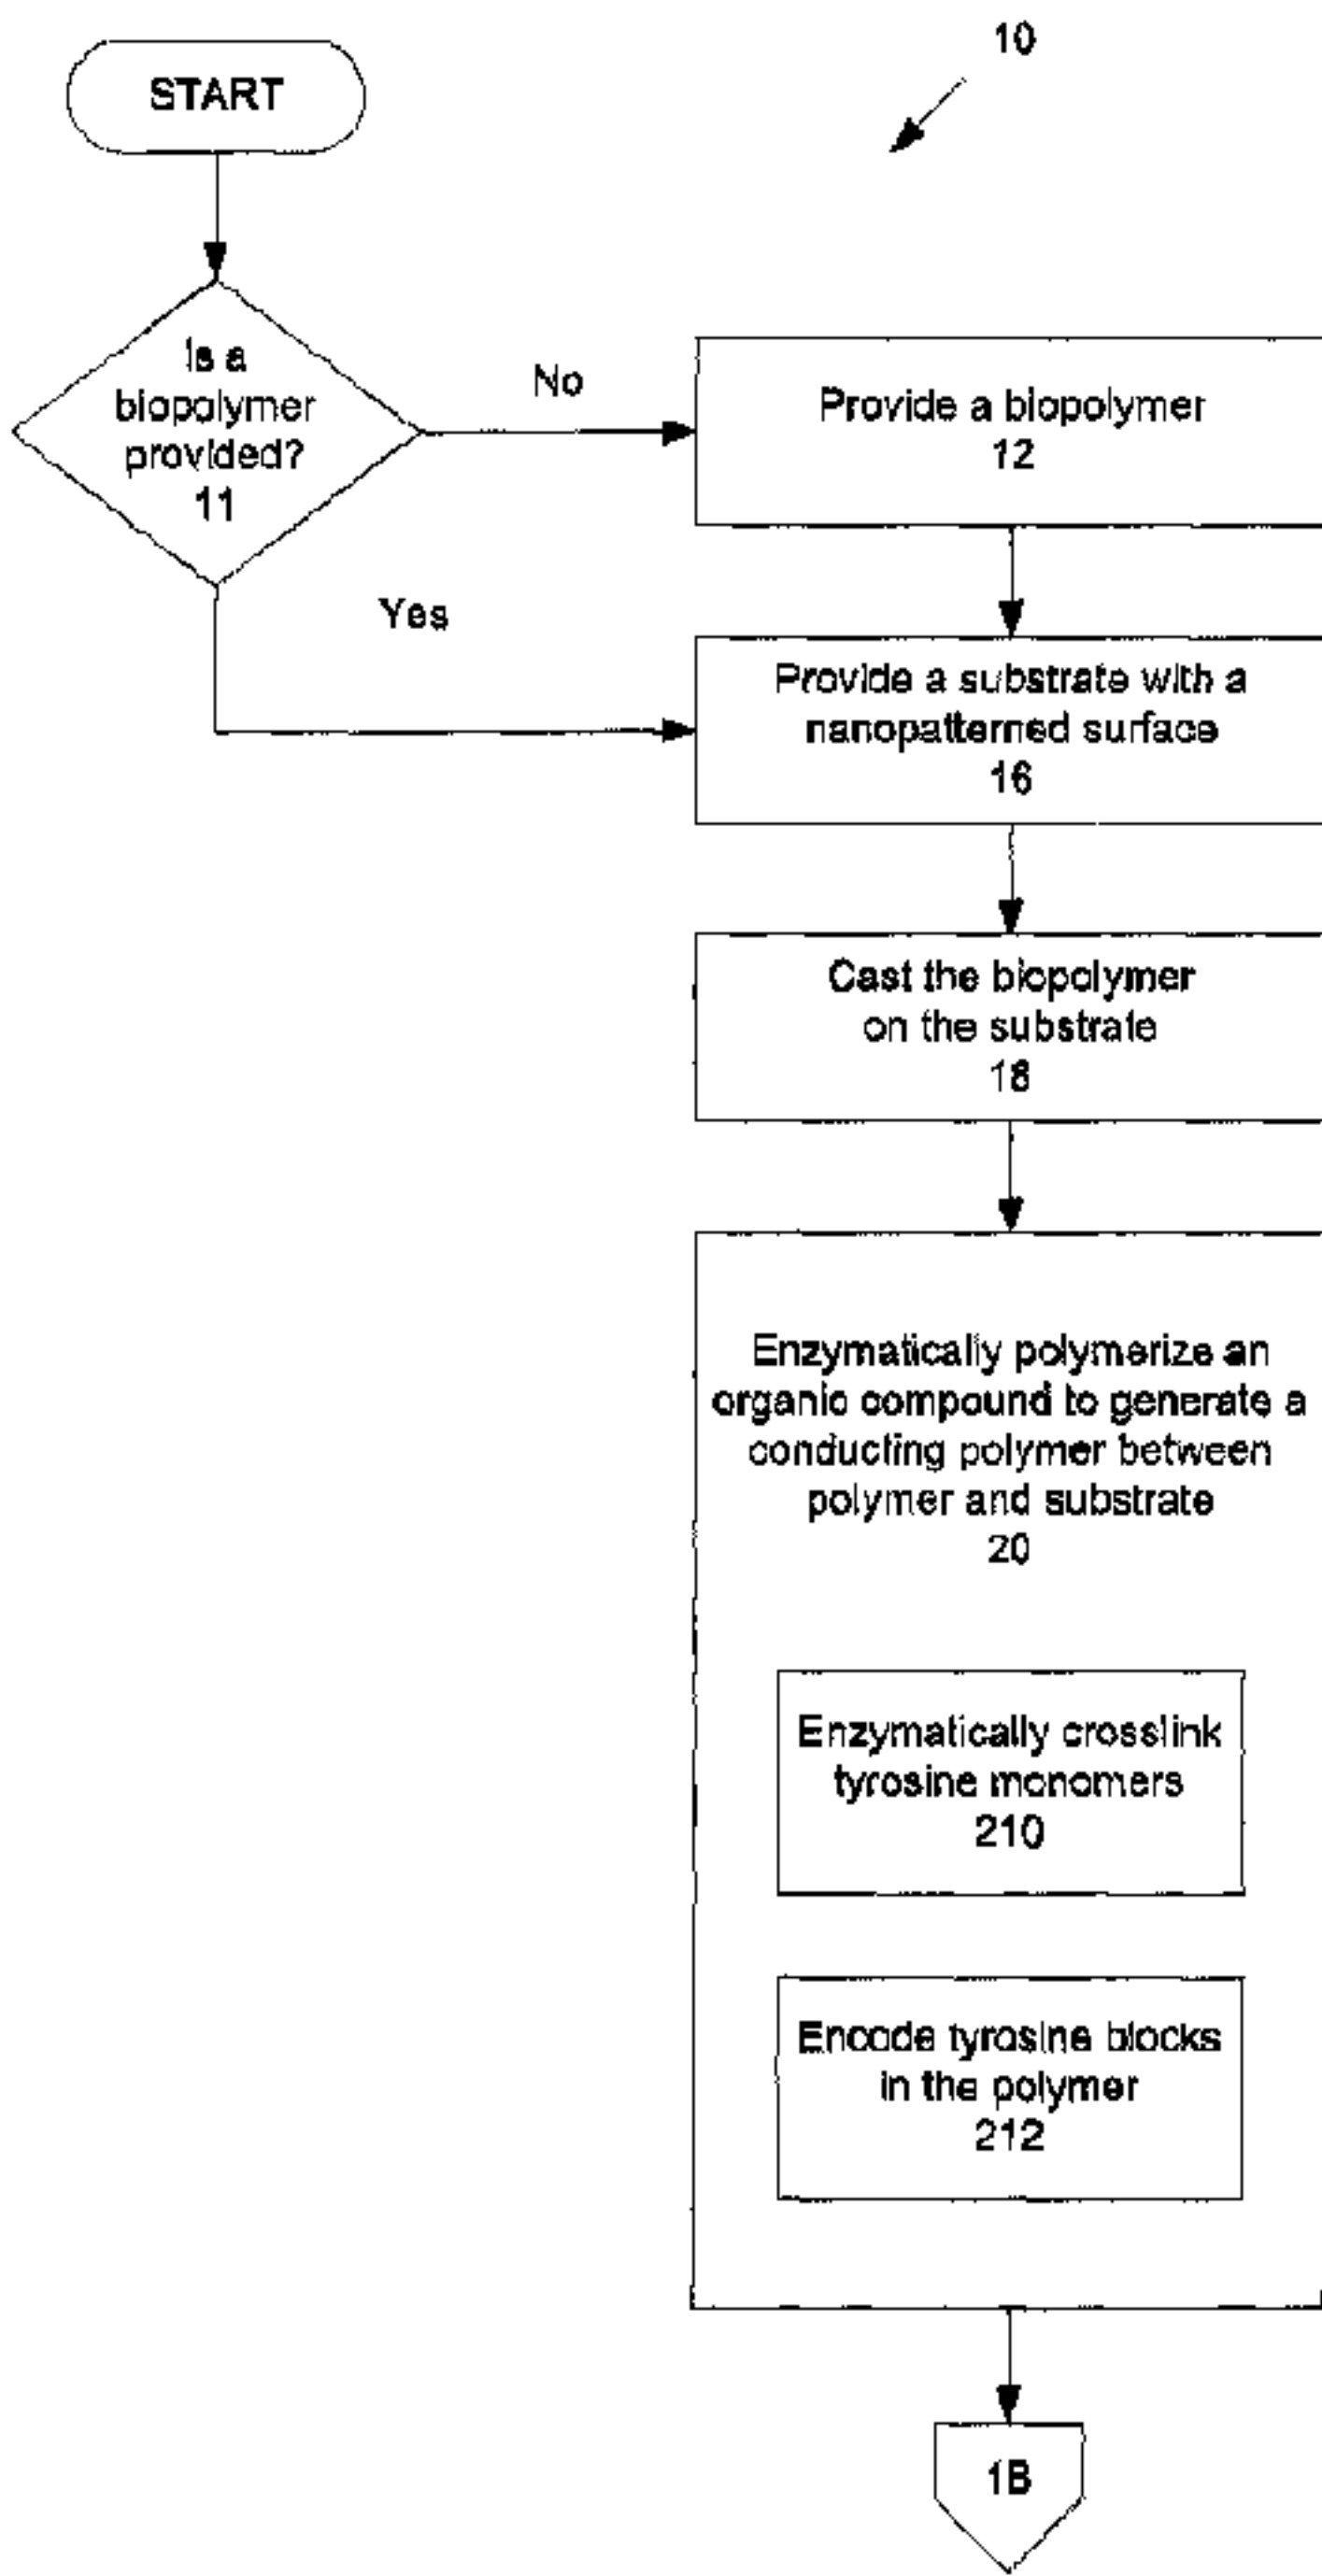 10
START
Is a
biopolymer
provided?
11
No
Provide a biopolymer
12
Yes
Provide a substrate with a
nanopatterned surface
16
Cast the biopolymer
on the substrate
18
Enzymatically polymerize an
organic compound to generate a
conducting polymer between
polymer and substrate
20
Enzymatically crosslink
tyrosine monomers
210
Encode tyrosine blocks
in the polymer
212
1B